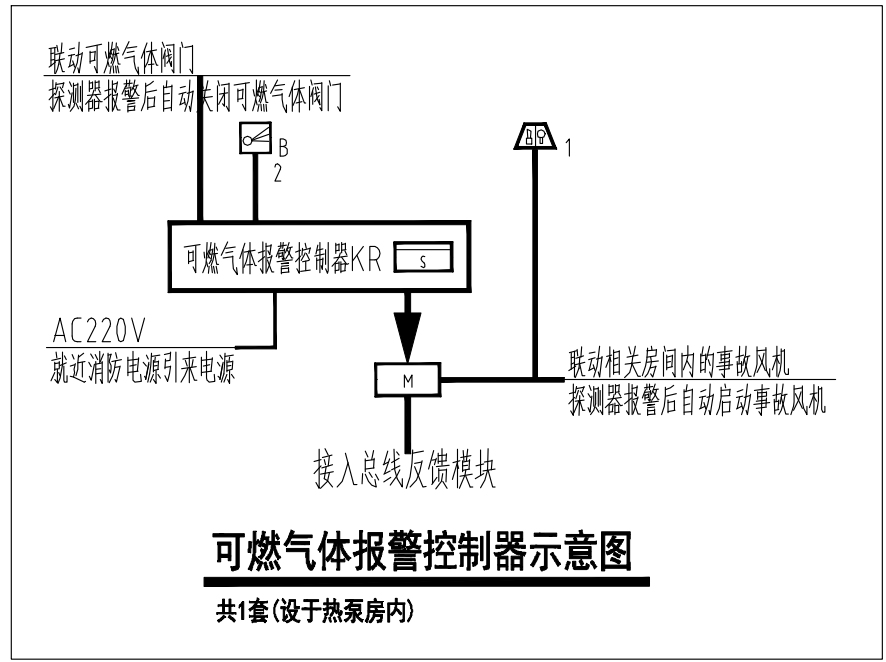 联动可燃气体阀门
探测器报警后自动关闭可燃气体阀门
B
2
1
可燃气体报警控制器KR
S
AC220V
就近消防电源引来电源
M
联动相关房间内的事故风机
探测器报警后自动启动事故风机
接入总线反馈模块
可燃气体报警控制器示意图
共1套(设于热泵房内)